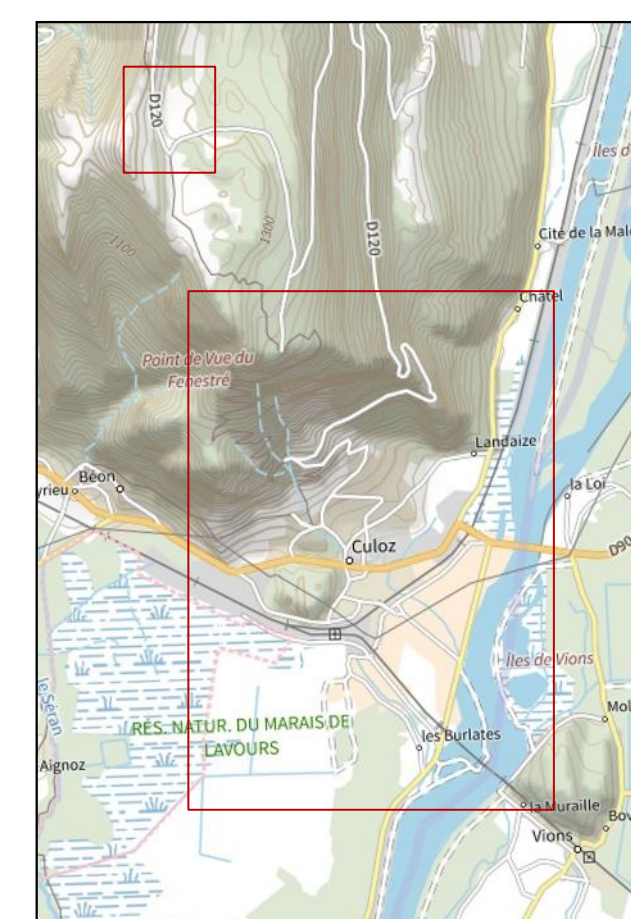 D120
Îles d
1300
D120
1100
Cité de la Male
Châtel
Point de Vue du
Fenestré
Landaize
Béon
yrieu
la Loi
D90
Culoz
Îles de Vions
le Séran
Mol
RÉS. NATUR. DU MARAIS DE
LAVOURS
les Burlates
Aignoz
la Muraille
Bov
Vions